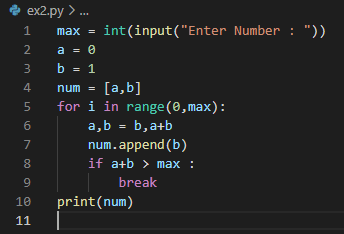 ex2.py > ...
1 max = int(input("Enter Number : "))
2 a = 0
3 b = 1
4 num = [a,b]
5 for i in range(0,max):
6     a,b = b,a+b
7     num.append(b)
8     if a+b > max :
9         break
10 print(num)
11